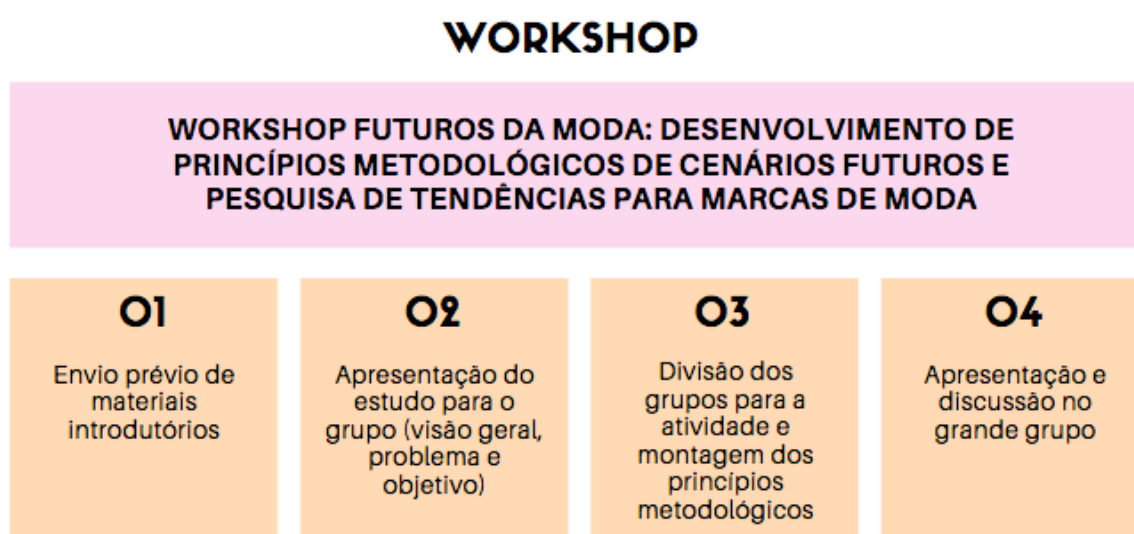 WORKSHOP
WORKSHOP FUTUROS DA MODA: DESENVOLVIMENTO DE
PRINCÍPIOS METODOLÓGICOS DE CENÁRIOS FUTUROS E
PESQUISA DE TENDÊNCIAS PARA MARCAS DE MODA
01
Envio prévio de
materiais
introdutórios
02
Apresentação do
estudo para o
grupo (visão geral,
problema e
objetivo)
03
Divisão dos
grupos para a
atividade e
montagem dos
princípios
metodológicos
04
Apresentação e
discussão no
grande grupo